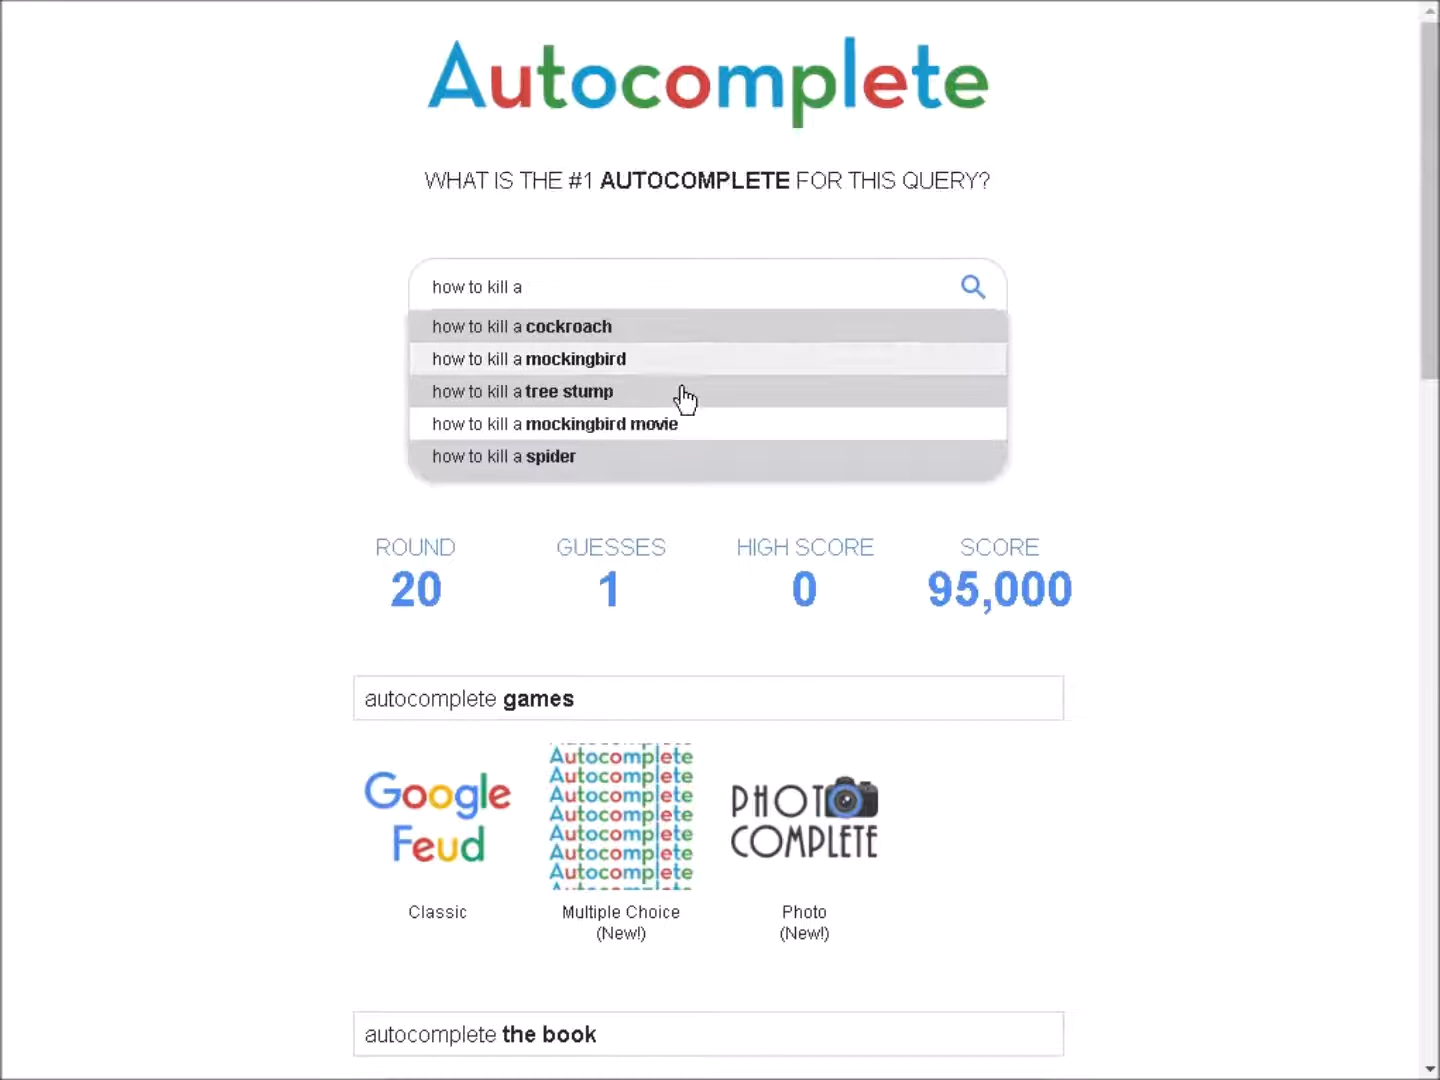 Autocomplete
WHAT IS THE #1 AUTOCOMPLETE FOR THIS QUERY?
how to kill a
how to kill a cockroach
how to kill a mockingbird
how to kill a tree stump
how to kill a mockingbird movie
how to kill a spider
ROUND GUESSES HIGH SCORE SCORE
20 1 0 95,000
autocomplete games
Google
Feud
Autocomplete
Autocomplete
Autocomplete
Autocomplete
Autocomplete
Autocomplete
Autocomplete
PHOTO
COMPLETE
Classic
Multiple Choice
(New!)
Photo
(New!)
autocomplete the book